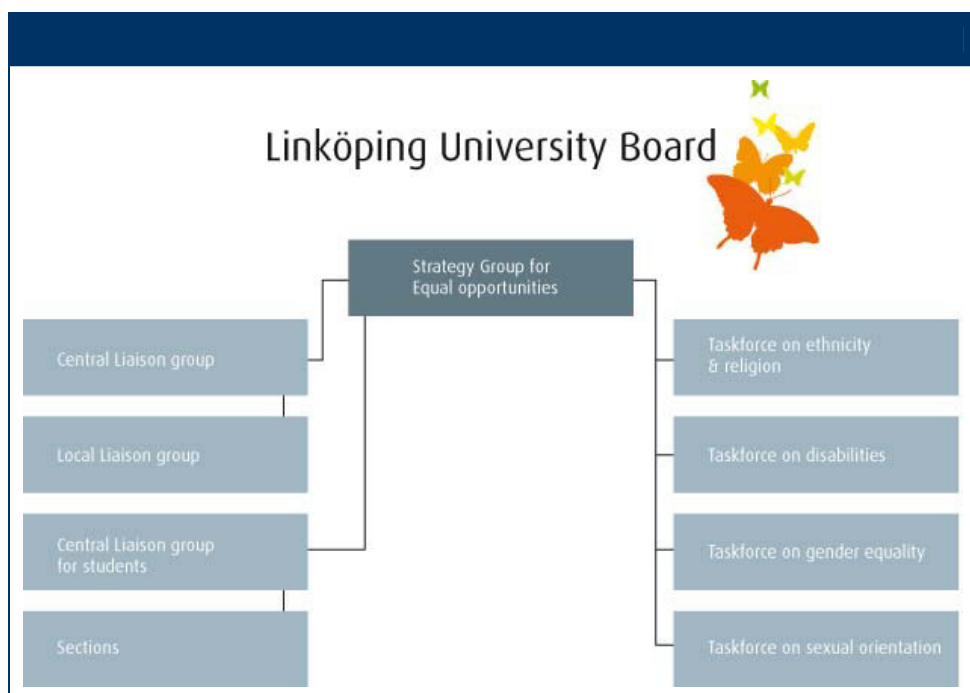 Linköping University Board
Strategy Group for
Equal opportunities
Central Liaison group
Local Liaison group
Central Liaison group
for students
Sections
Taskforce on ethnicity
& religion
Taskforce on disabilities
Taskforce on gender equality
Taskforce on sexual orientation